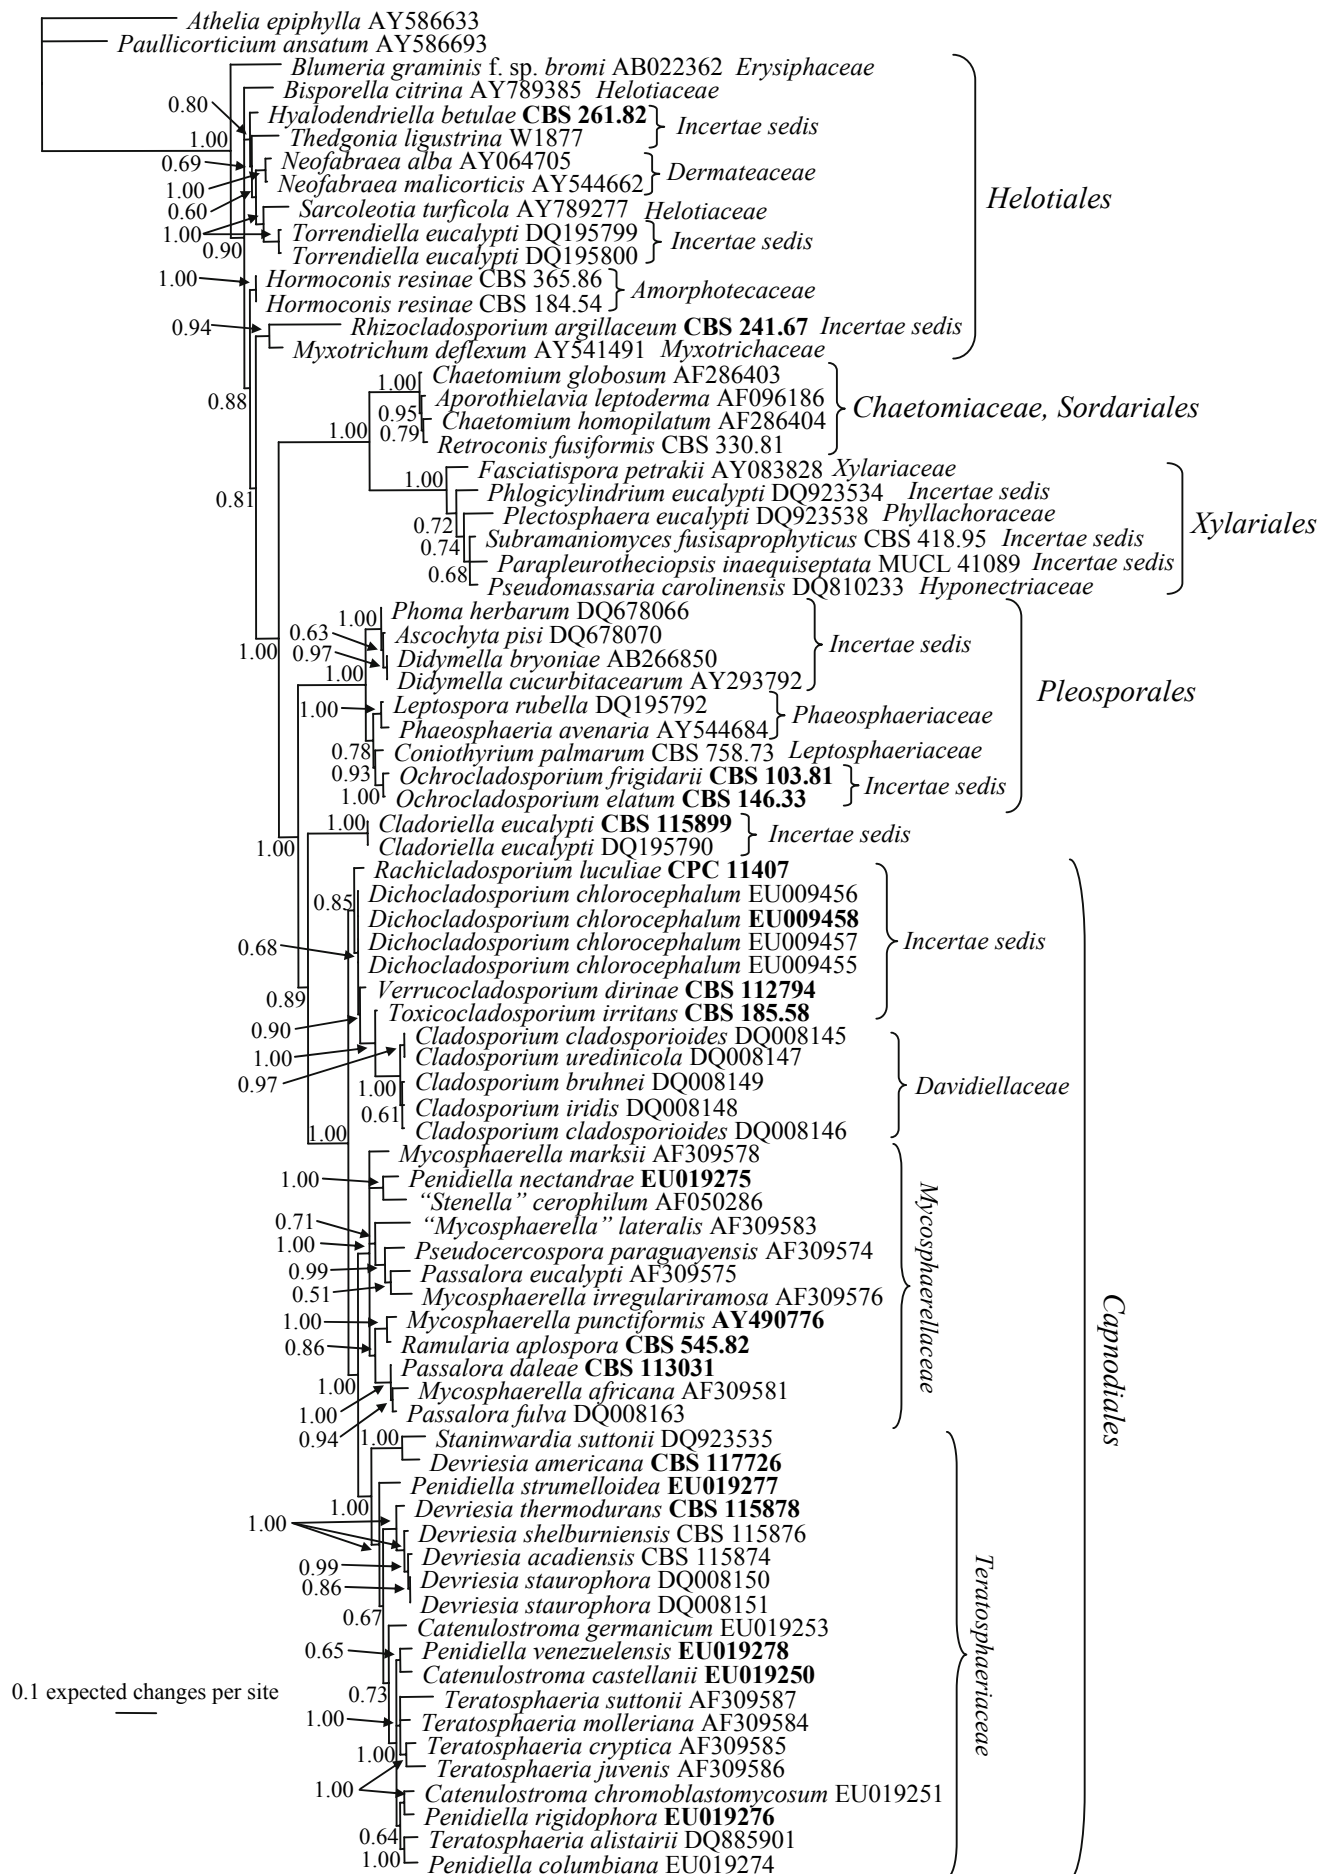 Athelia epiphylla AY586633
Paullicorticium ansatum AY586693
Blumeria graminis f. sp. bromi AB022362 Erysiphaceae
Bisporella citrina AY789385 Helotiaceae
0.80
Hyalodendriella betulae CBS 261.82
Incertae sedis
1.00
Thedgonia ligustrina W1877
0.69
Neofabraea alba AY064705
Dermateaceae
1.00
Neofabraea malicorticis AY544662
Helotiales
0.60
Sarcoleotia turficola AY789277 Helotiaceae
1.00
Torrendiella eucalypti DQ195799
Incertae sedis
0.90
Torrendiella eucalypti DQ195800
1.00
Hormoconis resinae CBS 365.86
Amorphotecaceae
Hormoconis resinae CBS 184.54
0.94
Rhizocladosporium argillaceum CBS 241.67 Incertae sedis
Myxotrichum deflexum AY541491 Myxotrichaceae
Chaetomium globosum AF286403
1.00
0.88
Aporothielavia leptoderma AF096186
0.95
Chaetomiaceae, Sordariales
Chaetomium homopilatum AF286404
1.00
0.79
Retroconis fusiformis CBS 330.81
Fasciatispora petrakii AY083828 Xylariaceae
1.00
0.81
Phlogicylindrium eucalypti DQ923534 Incertae sedis
Plectosphaera eucalypti DQ923538 Phyllachoraceae
0.72
Xylariales
Subramaniomyces fusisaprophyticus CBS 418.95 Incertae sedis
0.74
Parapleurotheciopsis inaequiseptata MUCL 41089 Incertae sedis
0.68
Pseudomassaria carolinensis DQ810233 Hyponectriaceae
Phoma herbarum DQ678066
1.00
0.63
Ascochyta pisi DQ678070
Incertae sedis
1.00
0.97
Didymella bryoniae AB266850
1.00
Didymella cucurbitacearum AY293792
Pleosporales
1.00
Leptospora rubella DQ195792
Phaeosphaeriaceae
Phaeosphaeria avenaria AY544684
0.78
Coniothyrium palmarum CBS 758.73 Leptosphaeriaceae
0.93
Ochrocladosporium frigidarii CBS 103.81
Incertae sedis
1.00
Ochrocladosporium elatum CBS 146.33
1.00
Cladoriella eucalypti CBS 115899
Incertae sedis
1.00
Cladoriella eucalypti DQ195790
Rachicladosporium luculiae CPC 11407
0.85
Dichocladosporium chlorocephalum EU009456
Dichocladosporium chlorocephalum EU009458
0.68
Dichocladosporium chlorocephalum EU009457
Incertae sedis
Dichocladosporium chlorocephalum EU009455
0.89
Verrucocladosporium dirinae CBS 112794
0.90
Toxicocladosporium irritans CBS 185.58
Cladosporium cladosporioides DQ008145
1.00
Cladosporium uredinicola DQ008147
0.97
1.00
Cladosporium bruhnei DQ008149
Davidiellaceae
0.61
Cladosporium iridis DQ008148
1.00
Cladosporium cladosporioides DQ008146
Mycosphaerella marksii AF309578
1.00
Penidiella nectandrae EU019275
"Stenella" cerophilum AF050286
0.71
"Mycosphaerella" lateralis AF309583
1.00
Pseudocercospora paraguayensis AF309574
0.99
Passalora eucalypti AF309575
0.51
Mycosphaerella irregulariramosa AF309576
Mycosphaerellaceae
1.00
Mycosphaerella punctiformis AY490776
0.86
Ramularia aplospora CBS 545.82
Capnodiales
1.00
Passalora daleae CBS 113031
Mycosphaerella africana AF309581
1.00
Passalora fulva DQ008163
0.94
1.00
Staninwardia suttonii DQ923535
Devriesia americana CBS 117726
Penidiella strumelloidea EU019277
1.00
Devriesia thermodurans CBS 115878
1.00
Devriesia shelburniensis CBS 115876
0.99
Devriesia acadiensis CBS 115874
0.86
Devriesia staurophora DQ008150
Devriesia staurophora DQ008151
0.67
Catenulostroma germanicum EU019253
Teratosphaeriaceae
0.65
Penidiella venezuelensis EU019278
Catenulostroma castellanii EU019250
0.1 expected changes per site
0.73
Teratosphaeria suttonii AF309587
1.00
Teratosphaeria molleriana AF309584
Teratosphaeria cryptica AF309585
1.00
Teratosphaeria juvenis AF309586
1.00
Catenulostroma chromoblastomycosum EU019251
Penidiella rigidophora EU019276
0.64
Teratosphaeria alistairii DQ885901
1.00
Penidiella columbiana EU019274